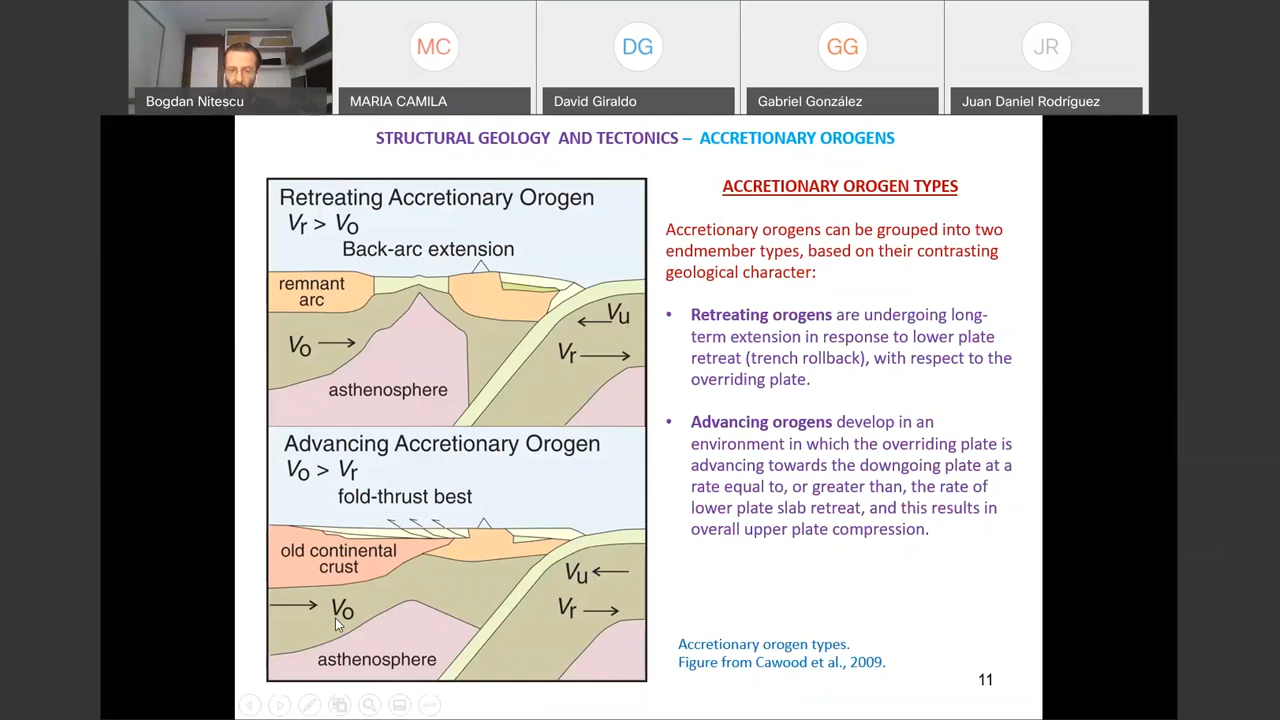 MC
DG
GG
JR
Bogdan Nitescu
MARIA CAMILA
David Giraldo
Gabriel González
Juan Daniel Rodríguez
STRUCTURAL GEOLOGY AND TECTONICS – ACCRETIONARY OROGENS
Retreating Accretionary Orogen
Vr > Vo
Back-arc extension
remnant
arc
Vu
Vo
Vr
asthenosphere
Advancing Accretionary Orogen
Vo > Vr
fold-thrust best
old continental
crust
Vu
Vo
Vr
asthenosphere
ACCRETIONARY OROGEN TYPES
Accretionary orogens can be grouped into two
endmember types, based on their contrasting
geological character:
• Retreating orogens are undergoing long-
term extension in response to lower plate
retreat (trench rollback), with respect to the
overriding plate.
• Advancing orogens develop in an
environment in which the overriding plate is
advancing towards the downgoing plate at a
rate equal to, or greater than, the rate of
lower plate slab retreat, and this results in
overall upper plate compression.
Accretionary orogen types.
Figure from Cawood et al., 2009.
11